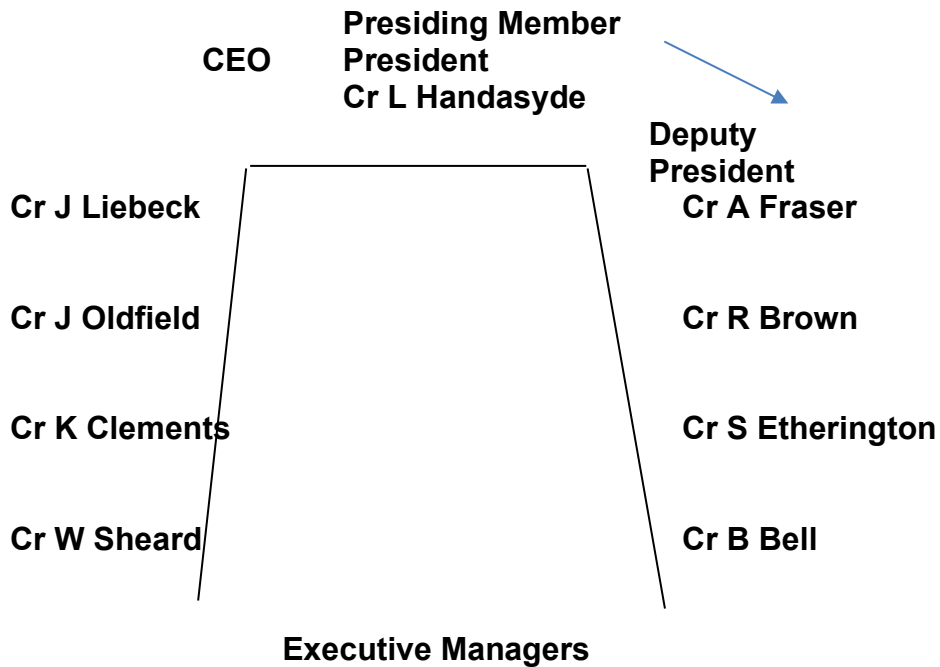 Presiding Member
CEO President
Cr L Handasyde
Deputy
President
Cr J Liebeck Cr A Fraser
Cr J Oldfield Cr R Brown
Cr K Clements Cr S Etherington
Cr W Sheard Cr B Bell
Executive Managers